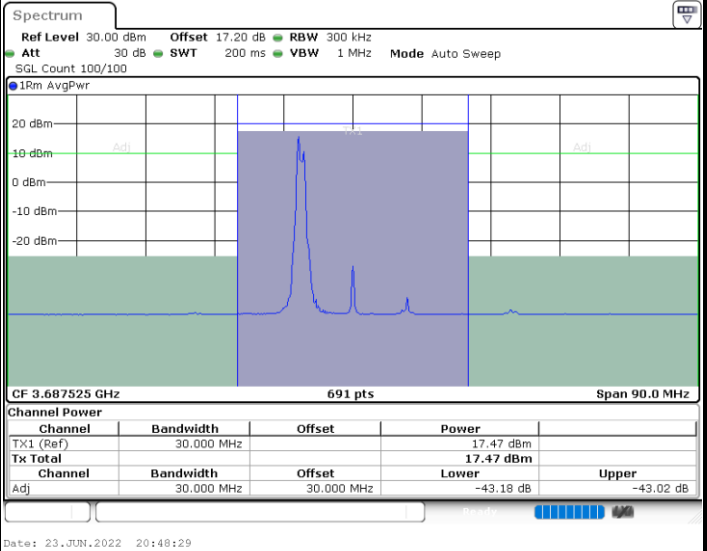 Spectrum
Ref Level 30.00 dBm Offset 17.20 dB RBW 300 kHz
Att 30 dB SWT 200 ms VBW 1 MHz Mode Auto Sweep
SGL Count 100/100
1Rm AvgPwr
20 dBm
TX1
Adj Adj
10 dBm
0 dBm
-10 dBm
-20 dBm
CF 3.687525 GHz 691 pts Span 90.0 MHz
Channel Power
Channel Bandwidth Offset Power
TX1 (Ref) 30.000 MHz 17.47 dBm
Tx Total 17.47 dBm
Channel Bandwidth Offset Lower Upper
Adj 30.000 MHz 30.000 MHz -43.18 dB -43.02 dB
Ready
Date: 23.JUN.2022 20:48:29